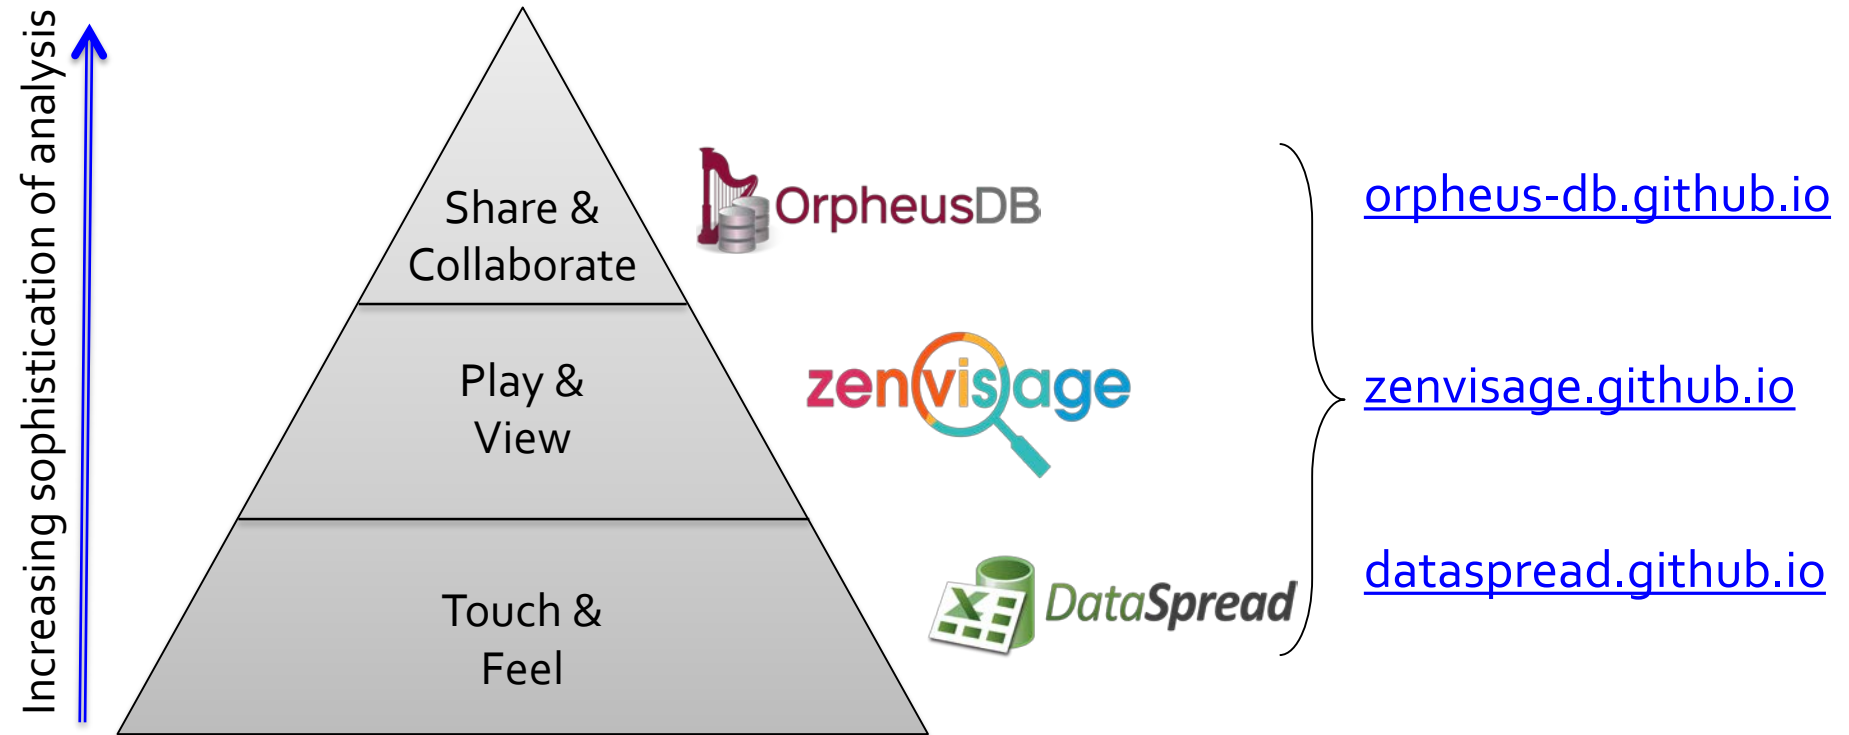 Increasing sophistication of analysis
Share &
Collaborate
OrpheusDB
orpheus-db.github.io
Play &
View
zenvisage
zenvisage.github.io
Touch &
Feel
DataSpread
dataspread.github.io